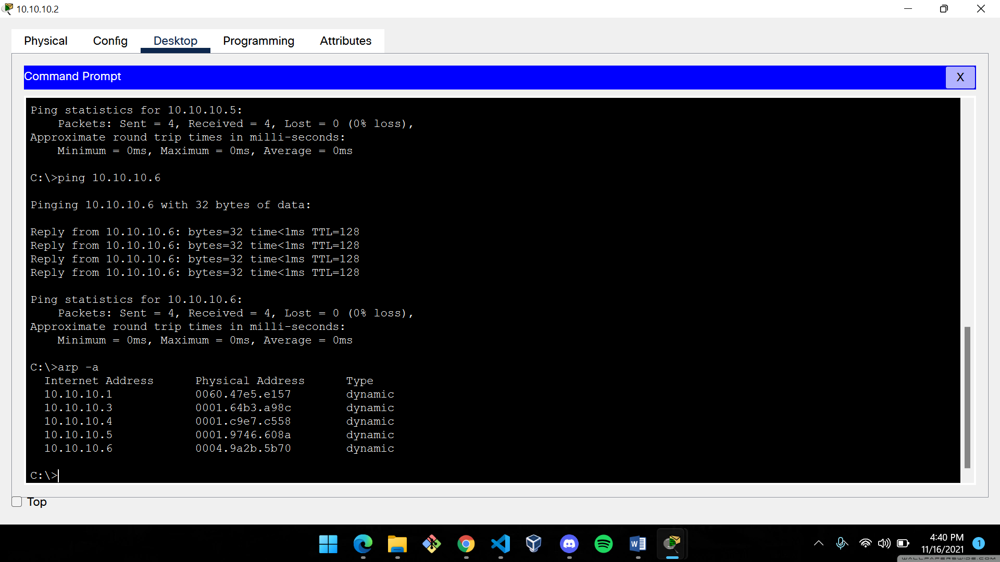 10.10.10.2
Physical Config Desktop Programming Attributes
Command Prompt X
Ping statistics for 10.10.10.5:
    Packets: Sent = 4, Received = 4, Lost = 0 (0% loss),
Approximate round trip times in milli-seconds:
    Minimum = 0ms, Maximum = 0ms, Average = 0ms
C:\>ping 10.10.10.6
Pinging 10.10.10.6 with 32 bytes of data:
Reply from 10.10.10.6: bytes=32 time<1ms TTL=128
Reply from 10.10.10.6: bytes=32 time<1ms TTL=128
Reply from 10.10.10.6: bytes=32 time<1ms TTL=128
Reply from 10.10.10.6: bytes=32 time<1ms TTL=128
Ping statistics for 10.10.10.6:
    Packets: Sent = 4, Received = 4, Lost = 0 (0% loss),
Approximate round trip times in milli-seconds:
    Minimum = 0ms, Maximum = 0ms, Average = 0ms
C:\>arp -a
  Internet Address      Physical Address      Type
  10.10.10.1            0060.47e5.e157        dynamic
  10.10.10.3            0001.64b3.a98c        dynamic
  10.10.10.4            0001.c9e7.c558        dynamic
  10.10.10.5            0001.9746.608a        dynamic
  10.10.10.6            0004.9a2b.5b70        dynamic
C:\>
Top
W
4:40 PM
11/16/2021
1
WALLPAPERSWIDE.COM